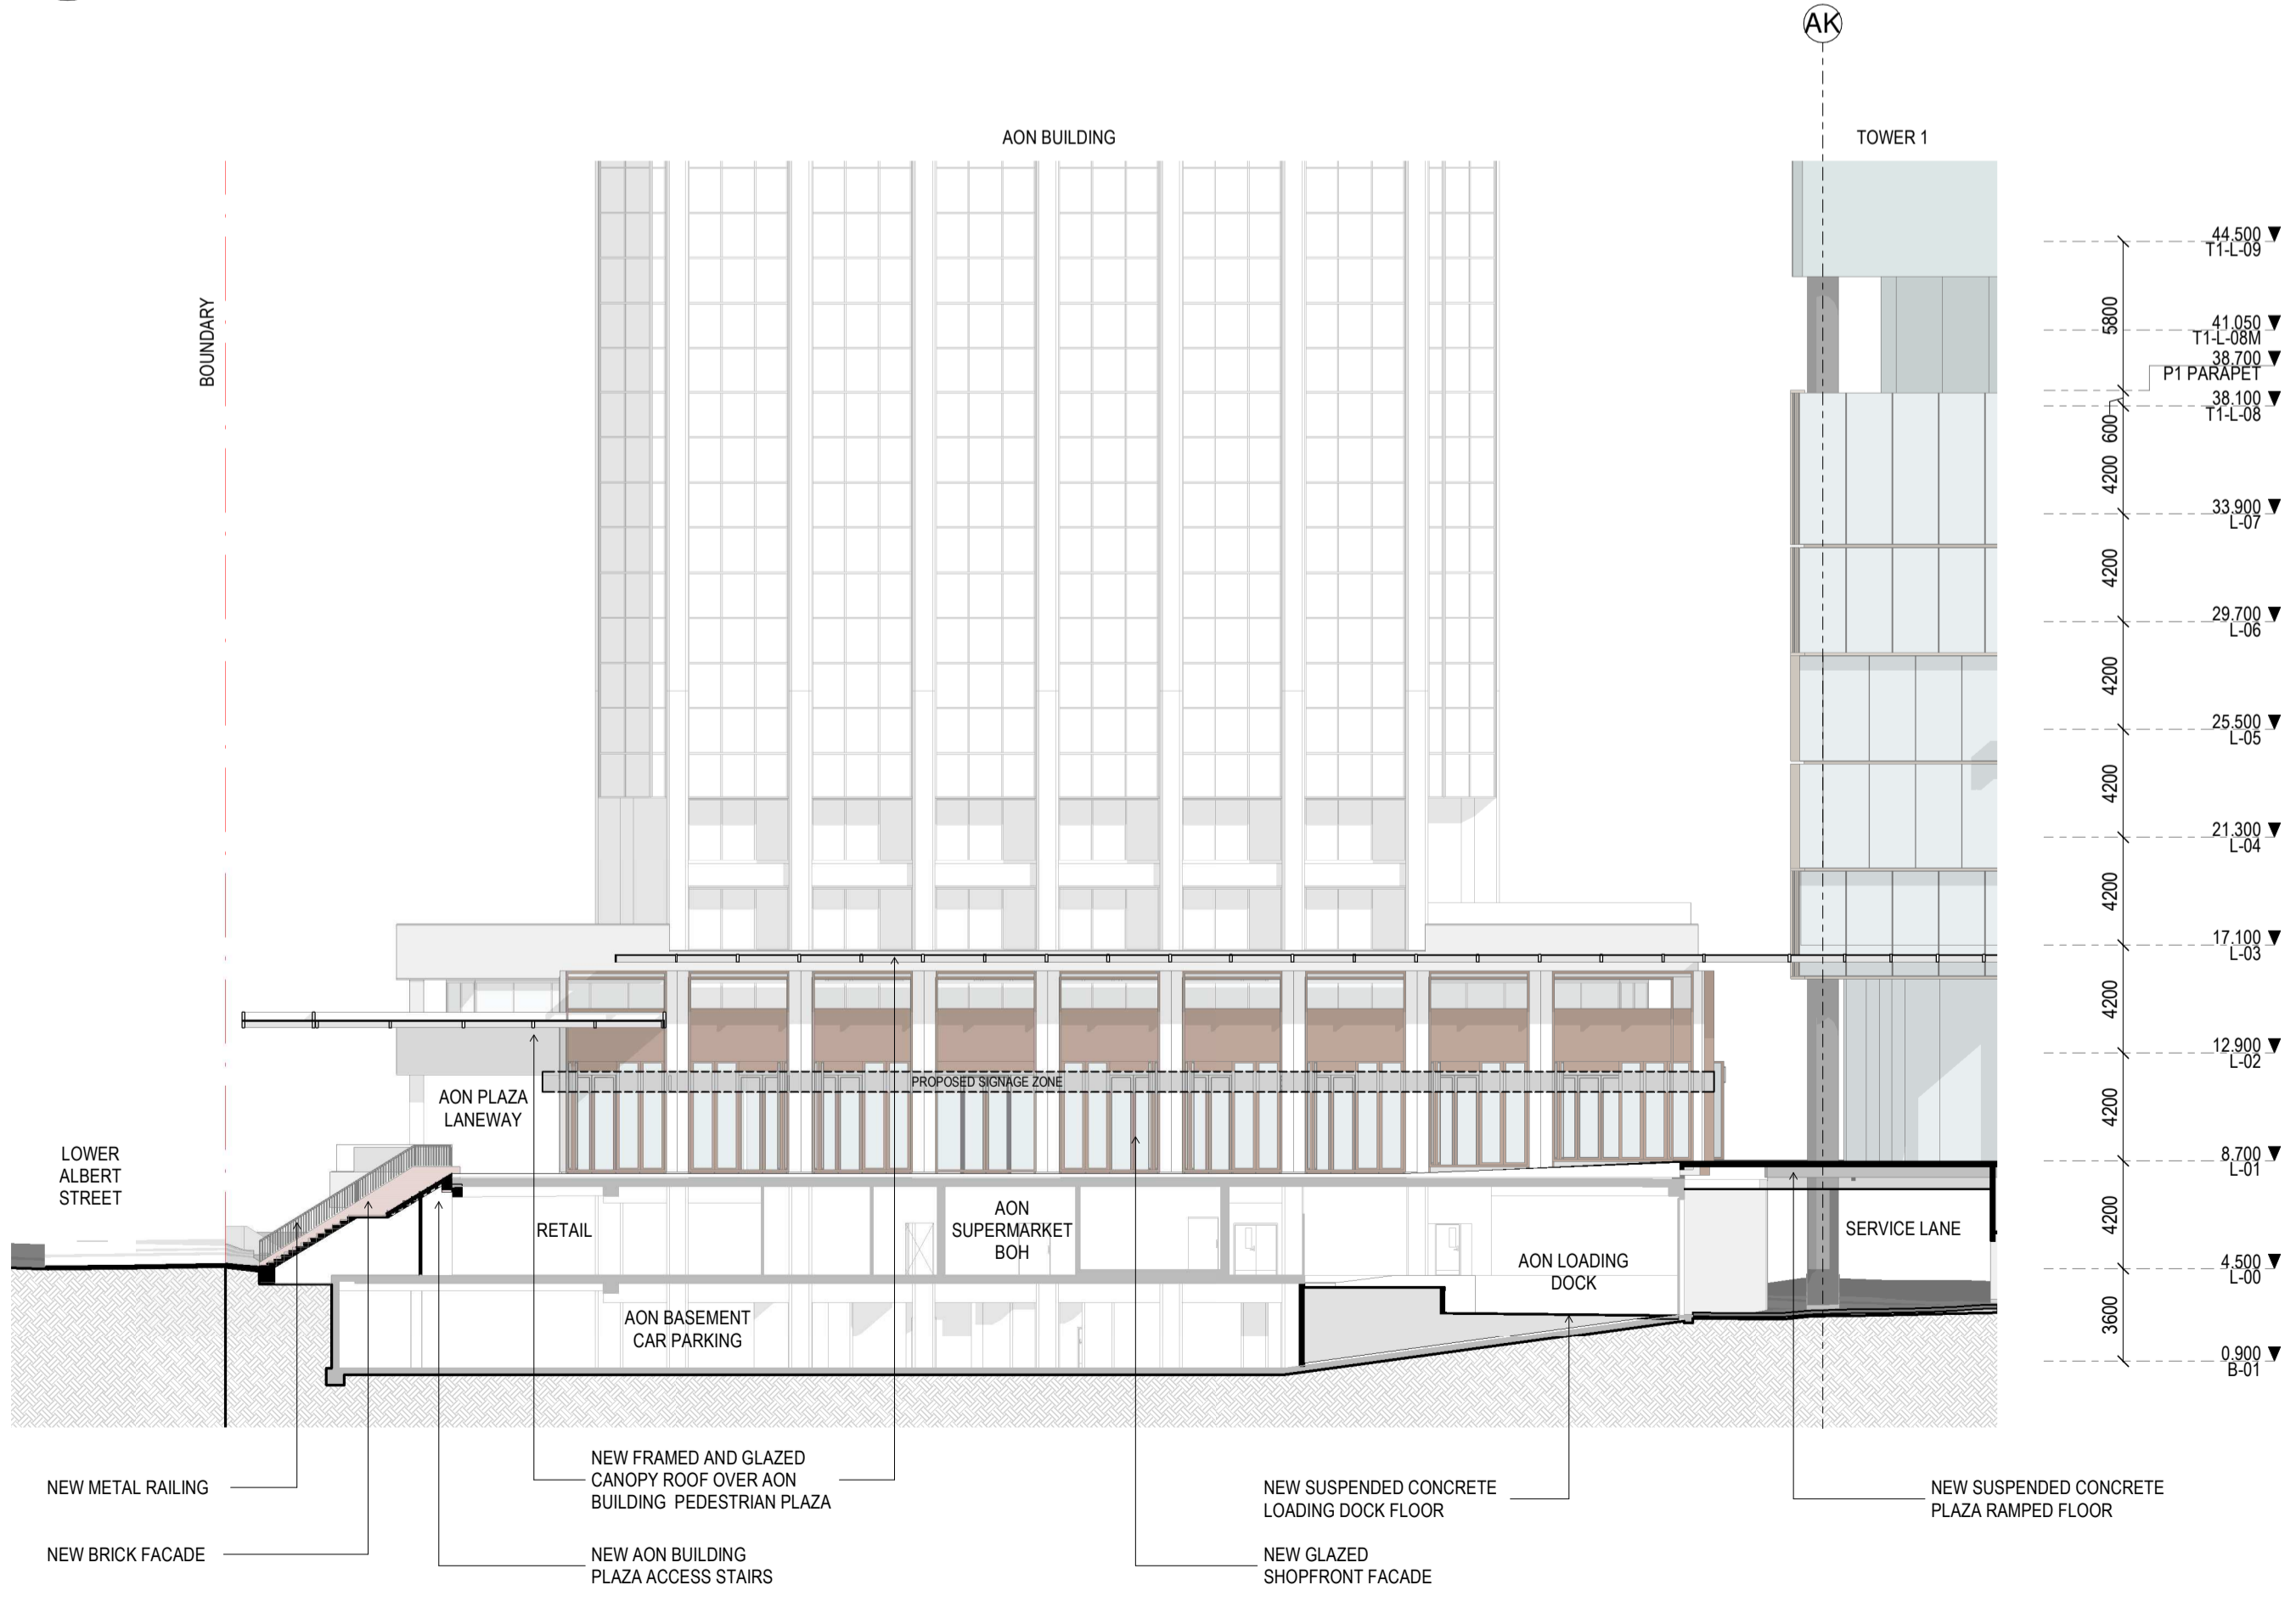 AK
AON BUILDING
TOWER 1
BOUNDARY
44.500
T1-L-09
5800
41.050
T1-L-08M
38.700
P1 PARAPET
38.100
T1-L-08
600
4200
33.900
L-07
4200
29.700
L-06
4200
25.500
L-05
4200
21.300
L-04
4200
17.100
L-03
4200
12.900
L-02
4200
8.700
L-01
4200
4.500
L-00
3600
0.900
B-01
PROPOSED SIGNAGE ZONE
AON PLAZA
LANEWAY
LOWER
ALBERT
STREET
RETAIL
AON
SUPERMARKET
BOH
AON LOADING
DOCK
SERVICE LANE
AON BASEMENT
CAR PARKING
NEW METAL RAILING
NEW BRICK FACADE
NEW FRAMED AND GLAZED
CANOPY ROOF OVER AON
BUILDING PEDESTRIAN PLAZA
NEW AON BUILDING
PLAZA ACCESS STAIRS
NEW SUSPENDED CONCRETE
LOADING DOCK FLOOR
NEW GLAZED
SHOPFRONT FACADE
NEW SUSPENDED CONCRETE
PLAZA RAMPED FLOOR